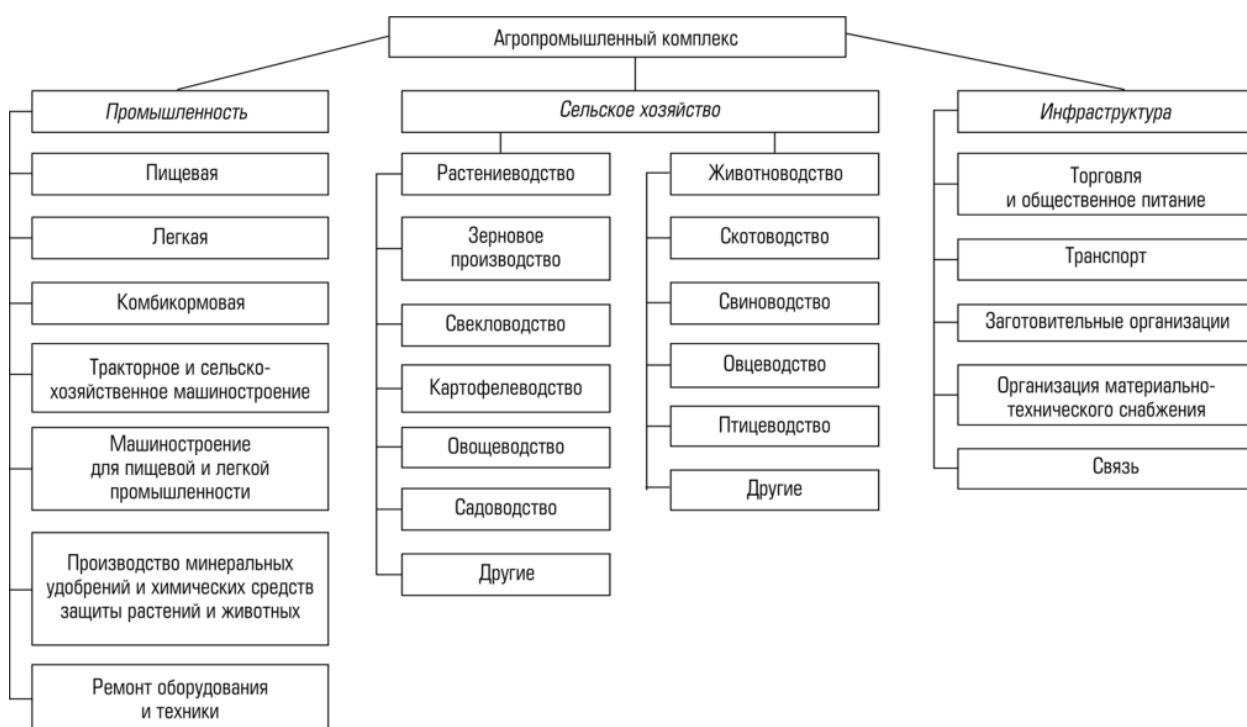 Агропромышленный комплекс
Промышленность
Пищевая
Легкая
Комбикормовая
Тракторное и сельско-
хозяйственное машиностроение
Машиностроение
для пищевой и легкой
промышленности
Производство минеральных
удобрений и химических средств
защиты растений и животных
Ремонт оборудования
и техники
Сельское хозяйство
Растениеводство
Зерновое
производство
Свекловодство
Картофелеводство
Овощеводство
Садоводство
Другие
Животноводство
Скотоводство
Свиноводство
Овцеводство
Птицеводство
Другие
Инфраструктура
Торговля
и общественное питание
Транспорт
Заготовительные организации
Организация материально-
технического снабжения
Связь